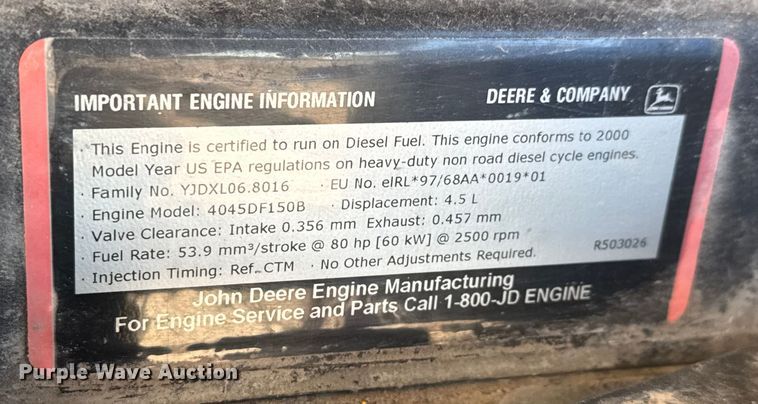 IMPORTANT ENGINE INFORMATION DEERE & COMPANY
· This Engine is certified to run on Diesel Fuel. This engine conforms to 2000
Model Year US EPA regulations on heavy-duty non road diesel cycle engines.
· Family No. YJDXL06.8016 · EU No. elRL*97/68AA*0019*01
· Engine Model: 4045DF150B · Displacement: 4.5 L
· Valve Clearance: Intake 0.356 mm Exhaust: 0.457 mm
· Fuel Rate: 53.9 mm³/stroke @ 80 hp [60 kW] @ 2500 rpm
· Injection Timing: Ref. CTM · No Other Adjustments Required.
R503026
John Deere Engine Manufacturing
For Engine Service and Parts Call 1-800-JD ENGINE
Purple Wave Auction